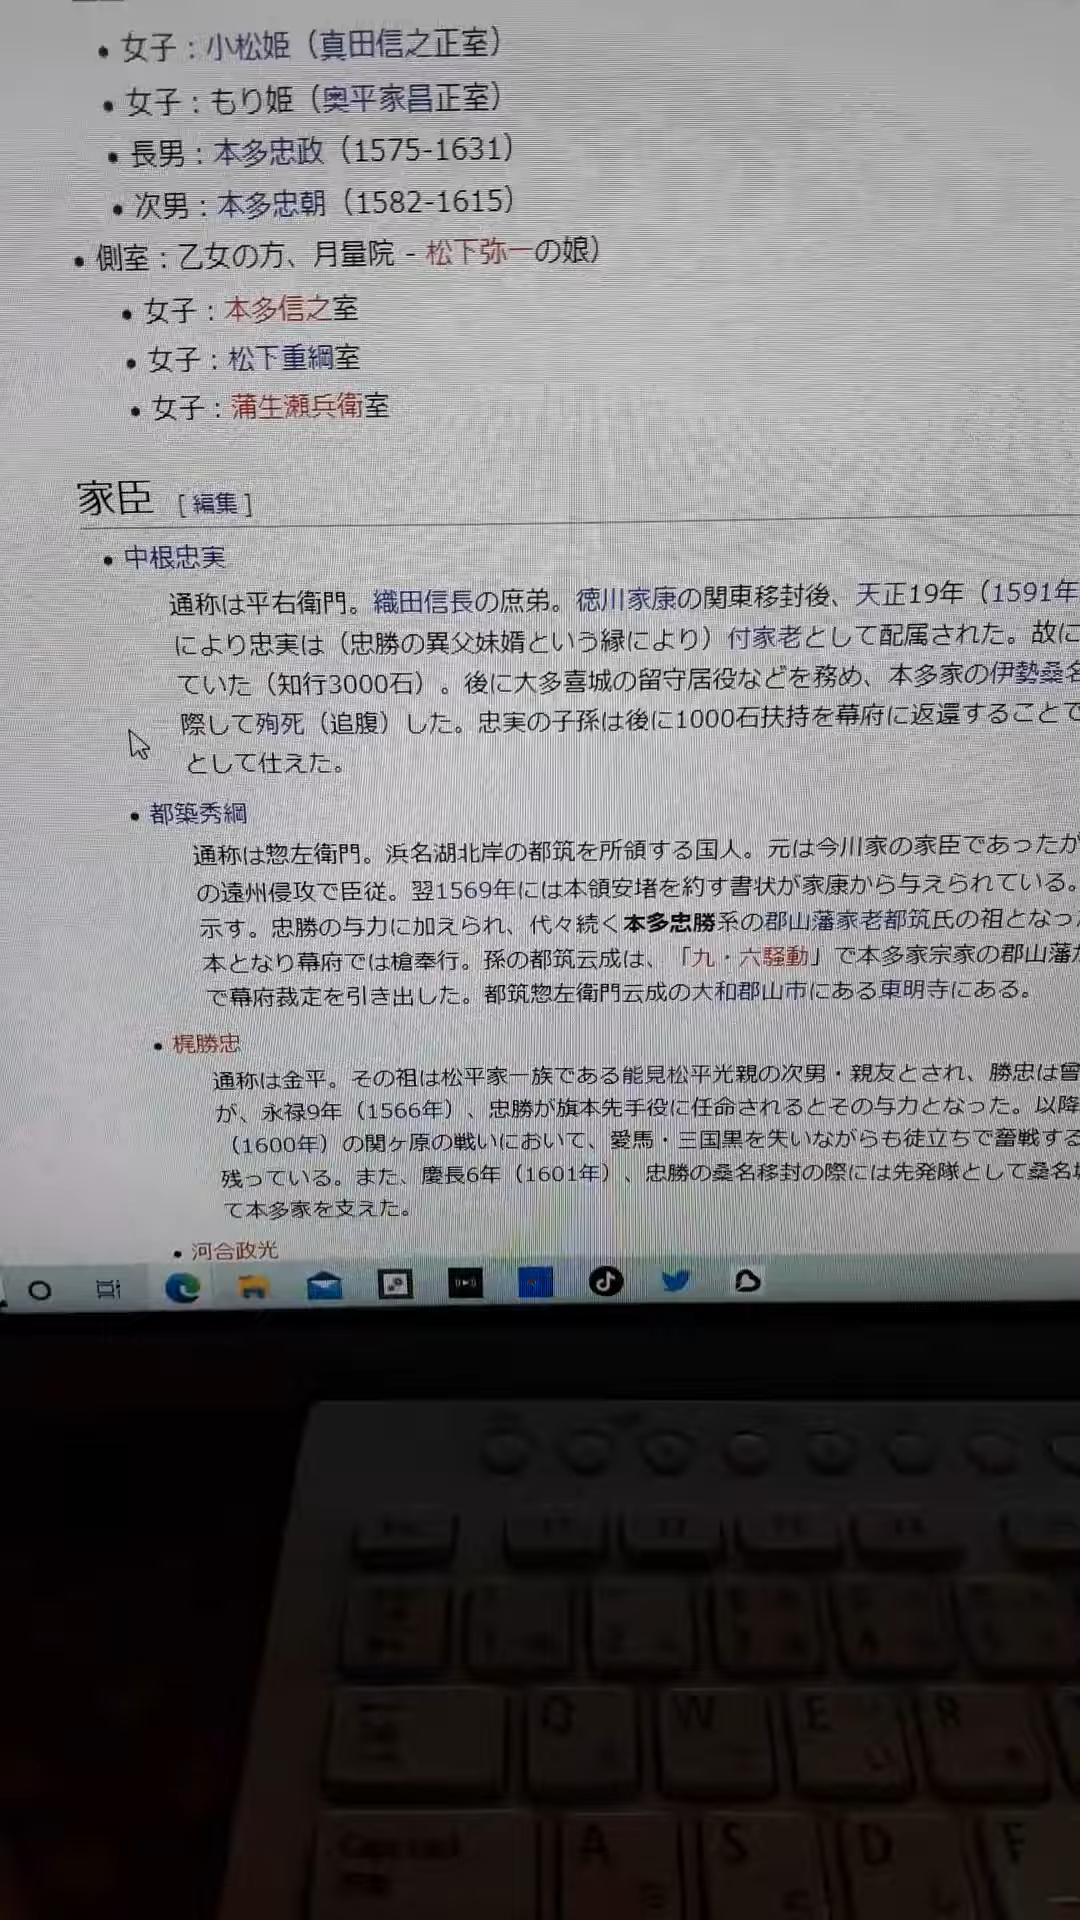 女子：小松姫（真田信之正室）
女子：もり姫（奥平家昌正室）
長男：本多忠政（1575-1631）
次男：本多忠朝（1582-1615）
側室：乙女の方、月量院 - 松下弥一の娘）
女子：本多信之室
女子：松下重綱室
女子：蒲生瀬兵衛室
家臣 [ 編集 ]
中根忠実
通称は平右衛門。織田信長の庶弟。徳川家康の関東移封後、天正19年（1591年
により忠実は（忠勝の異父妹婿という縁により）付家老として配属された。故に
ていた（知行3000石）。後に大多喜城の留守居役などを務め、本多家の伊勢桑名
際して殉死（追腹）した。忠実の子孫は後に1000石扶持を幕府に返還することで
として仕えた。
都築秀綱
通称は惣左衛門。浜名湖北岸の都筑を所領する国人。元は今川家の家臣であったが
の遠州侵攻で臣従。翌1569年には本領安堵を約す書状が家康から与えられている。
示す。忠勝の与力に加えられ、代々続く本多忠勝系の郡山藩家老都筑氏の祖となっ
本となり幕府では槍奉行。孫の都筑云成は、「九・六騒動」で本多家宗家の郡山藩が
で幕府裁定を引き出した。都筑惣左衛門云成の大和郡山市にある東明寺にある。
梶勝忠
通称は金平。その祖は松平家一族である能見松平光親の次男・親友とされ、勝忠は曾
が、永禄9年（1566年）、忠勝が旗本先手役に任命されるとその与力となった。以降
（1600年）の関ヶ原の戦いにおいて、愛馬・三国黒を失いながらも徒立ちで奮戦する
残っている。また、慶長6年（1601年）、忠勝の桑名移封の際には先発隊として桑名城
て本多家を支えた。
河合政光
Q W E R
A S D F